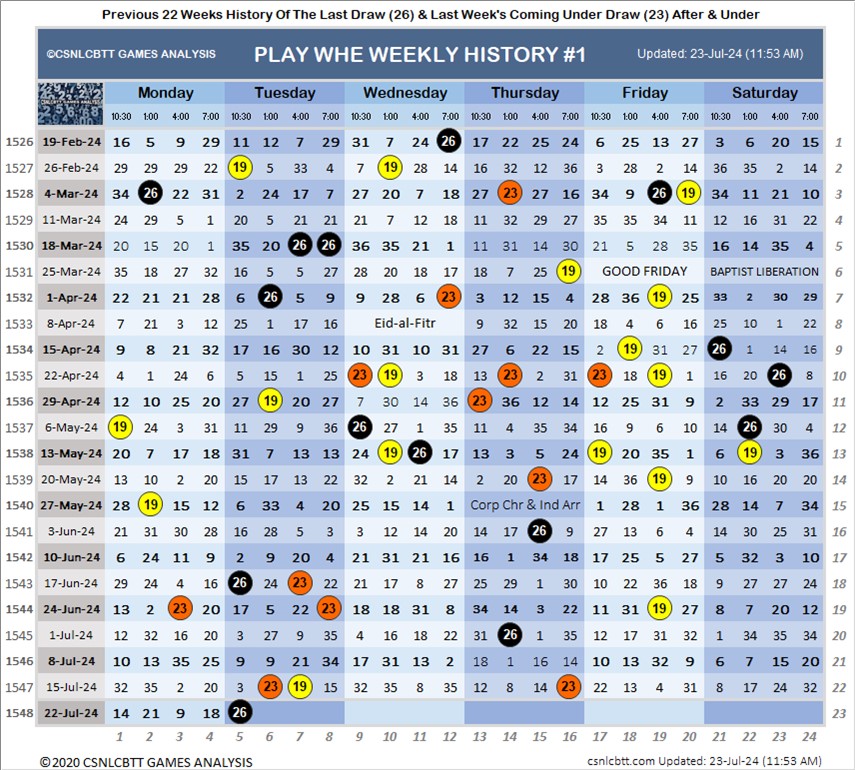 Previous 22 Weeks History Of The Last Draw (26) & Last Week's Coming Under Draw (23) After & Under
©CSNLCBTT GAMES ANALYSIS PLAY WHE WEEKLY HISTORY #1 Updated: 23-Jul-24 (11:53 AM)
Monday Tuesday Wednesday Thursday Friday Saturday
10:30 1:00 4:00 7:00 10:30 1:00 4:00 7:00 10:30 1:00 4:00 7:00 10:30 1:00 4:00 7:00 10:30 1:00 4:00 7:00 10:30 1:00 4:00 7:00
1526 19-Feb-24 16 5 9 29 11 12 7 29 31 7 24 26 17 22 25 24 6 25 13 27 3 6 20 15 1
1527 26-Feb-24 29 29 29 22 19 5 33 4 7 19 28 14 16 32 12 36 3 28 1 14 36 35 2 14 2
1528 4-Mar-24 34 26 22 31 2 24 17 7 27 20 7 18 27 23 27 16 34 9 26 19 34 11 21 10 3
1529 11-Mar-24 24 29 5 1 20 5 21 21 21 7 12 18 11 32 29 27 35 35 34 11 12 16 31 22 4
1530 18-Mar-24 20 15 20 1 35 20 26 26 36 35 21 1 11 31 14 30 21 5 28 35 16 14 35 4 5
1531 25-Mar-24 35 18 27 32 16 5 5 27 28 20 18 17 18 7 25 19 GOOD FRIDAY BAPTIST LIBERATION 6
1532 1-Apr-24 22 21 21 28 6 26 5 9 9 28 6 23 3 12 15 4 28 36 19 25 33 2 30 29 7
1533 8-Apr-24 7 21 3 12 25 1 17 16 Eid-al-Fitr 9 32 15 20 18 4 6 16 25 10 1 22 8
1534 15-Apr-24 9 8 21 32 17 16 30 12 10 31 10 31 27 6 22 15 2 19 31 27 26 1 14 16 9
1535 22-Apr-24 4 1 24 6 5 15 1 25 23 19 3 18 13 23 2 31 23 18 19 1 16 20 23 8 10
1536 29-Apr-24 12 10 25 20 27 19 20 27 7 30 14 36 23 36 12 14 12 25 31 9 2 33 29 17 11
1537 6-May-24 19 24 3 31 11 29 9 36 26 27 1 35 11 4 35 34 16 9 6 10 14 26 30 4 12
1538 13-May-24 20 7 17 18 31 7 13 13 24 19 26 17 13 3 5 24 19 20 35 1 6 19 3 36 13
1539 20-May-24 13 10 2 20 15 17 13 22 32 2 21 14 2 20 23 14 34 36 19 9 10 16 20 20 14
1540 27-May-24 28 19 15 12 6 33 4 20 25 15 14 1 Corp Chr & Ind Arr 1 28 1 36 28 14 7 34 15
1541 3-Jun-24 21 31 30 28 16 28 5 3 3 12 14 20 14 17 26 9 27 13 6 4 14 30 25 31 16
1542 10-Jun-24 6 24 11 9 2 9 20 4 21 31 21 16 16 1 34 18 17 25 5 27 5 32 3 10 17
1543 17-Jun-24 29 24 4 16 26 24 23 22 21 17 8 27 25 29 1 30 10 22 36 18 9 27 27 24 18
1544 24-Jun-24 13 2 23 20 17 5 22 23 18 18 31 8 34 14 3 22 11 31 19 27 8 7 20 12 19
1545 1-Jul-24 12 32 16 20 3 27 9 35 4 16 18 22 31 26 1 35 12 17 31 32 1 34 35 34 20
1546 8-Jul-24 10 13 35 25 9 9 21 34 17 31 13 2 18 1 16 14 10 13 32 9 6 7 15 20 21
1547 15-Jul-24 32 35 2 20 3 23 19 15 32 35 8 35 12 8 14 23 22 13 4 31 8 17 24 32 22
1548 22-Jul-24 14 21 9 18 26 23
1 2 3 4 5 6 7 8 9 10 11 12 13 14 15 16 17 18 19 20 21 22 23 24
©2020 CSNLCBTT GAMES ANALYSIS csnlcbtt.com Updated: 23-Jul-24 (11:53 AM)